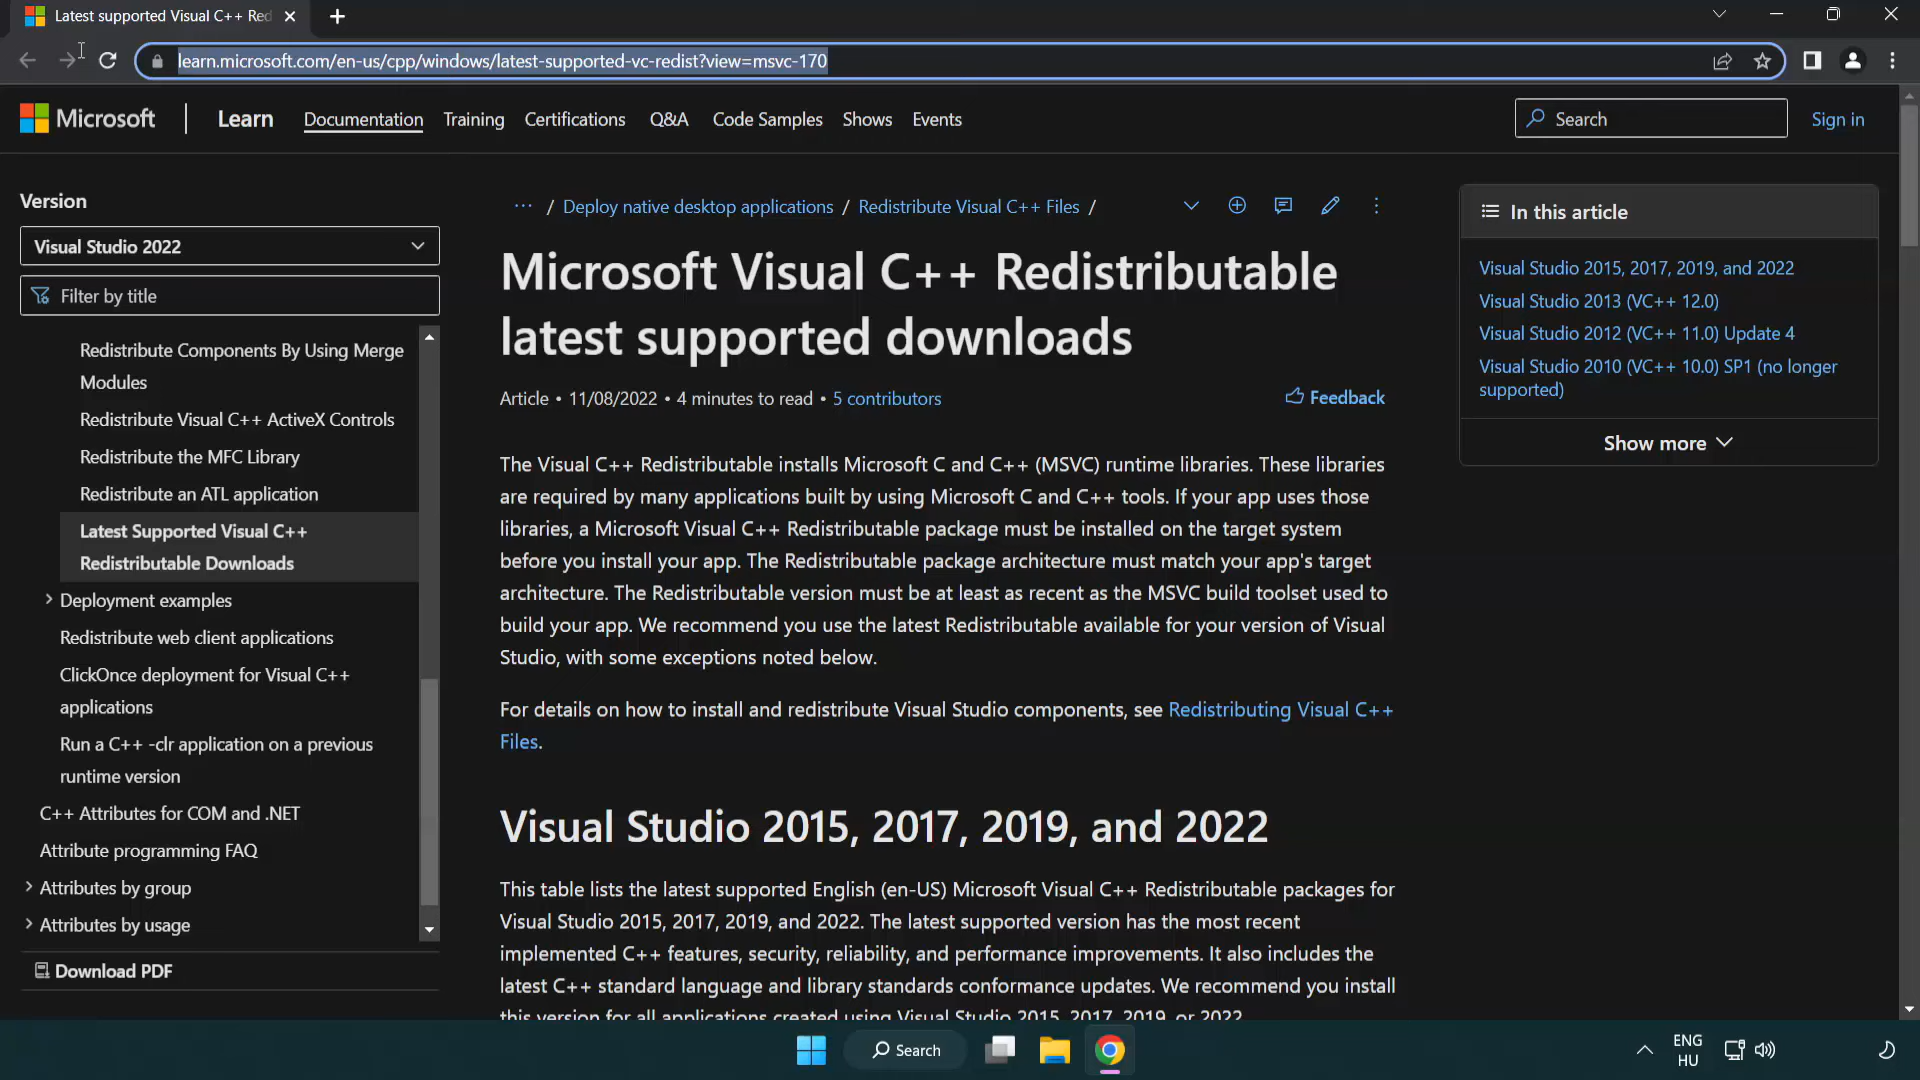 Latest supported Visual C++ Red
learn.microsoft.com/en-us/cpp/windows/latest-supported-vc-redist?view=msvc-170
Microsoft
Learn
Documentation
Training
Certifications
Q&A
Code Samples
Shows
Events
Search
Sign in
Version
Visual Studio 2022
Filter by title
Redistribute Components By Using Merge
Modules
Redistribute Visual C++ ActiveX Controls
Redistribute the MFC Library
Redistribute an ATL application
Latest Supported Visual C++
Redistributable Downloads
Deployment examples
Redistribute web client applications
ClickOnce deployment for Visual C++
applications
Run a C++ -clr application on a previous
runtime version
C++ Attributes for COM and .NET
Attribute programming FAQ
Attributes by group
Attributes by usage
Download PDF
... / Deploy native desktop applications / Redistribute Visual C++ Files /
Microsoft Visual C++ Redistributable
latest supported downloads
Article • 11/08/2022 • 4 minutes to read • 5 contributors
Feedback
The Visual C++ Redistributable installs Microsoft C and C++ (MSVC) runtime libraries. These libraries
are required by many applications built by using Microsoft C and C++ tools. If your app uses those
libraries, a Microsoft Visual C++ Redistributable package must be installed on the target system
before you install your app. The Redistributable package architecture must match your app's target
architecture. The Redistributable version must be at least as recent as the MSVC build toolset used to
build your app. We recommend you use the latest Redistributable available for your version of Visual
Studio, with some exceptions noted below.
For details on how to install and redistribute Visual Studio components, see Redistributing Visual C++
Files.
Visual Studio 2015, 2017, 2019, and 2022
This table lists the latest supported English (en-US) Microsoft Visual C++ Redistributable packages for
Visual Studio 2015, 2017, 2019, and 2022. The latest supported version has the most recent
implemented C++ features, security, reliability, and performance improvements. It also includes the
latest C++ standard language and library standards conformance updates. We recommend you install
this version for all applications created using Visual Studio 2015, 2017, 2019, or 2022.
In this article
Visual Studio 2015, 2017, 2019, and 2022
Visual Studio 2013 (VC++ 12.0)
Visual Studio 2012 (VC++ 11.0) Update 4
Visual Studio 2010 (VC++ 10.0) SP1 (no longer
supported)
Show more
Search
ENG
HU